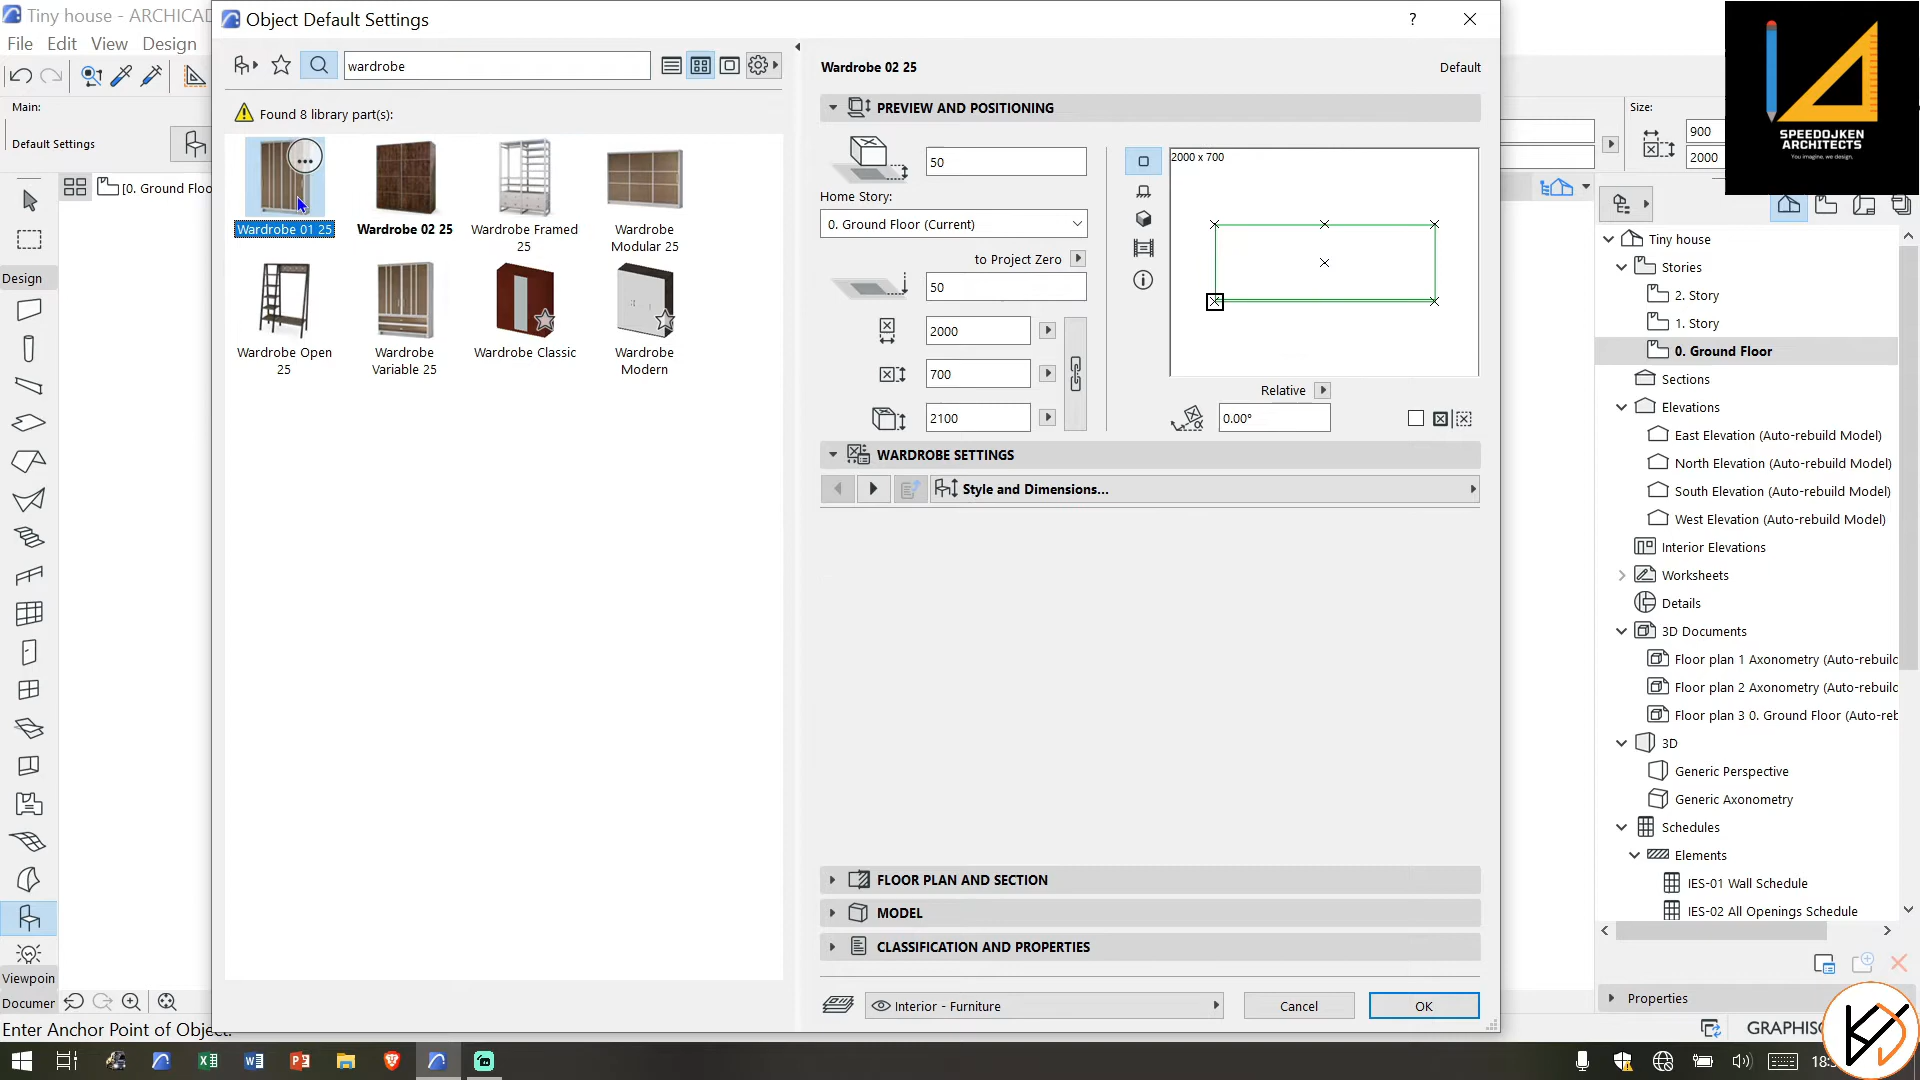 Tiny house - ARCHICAD
Object Default Settings
?
File Edit View Design
wardrobe
Found 8 library part(s):
Main:
Default Settings
[0. Ground Floo
Wardrobe 01 25
Wardrobe 02 25
Wardrobe Framed
25
Wardrobe
Modular 25
Wardrobe Open
25
Wardrobe
Variable 25
Wardrobe Classic
Wardrobe
Modern
Design
Viewpoin
Documer
Enter Anchor Point of Object.
Wardrobe 02 25
Default
PREVIEW AND POSITIONING
50
Home Story:
0. Ground Floor (Current)
to Project Zero
50
2000
700
2100
2000 x 700
Relative
0.00°
WARDROBE SETTINGS
Style and Dimensions...
FLOOR PLAN AND SECTION
MODEL
CLASSIFICATION AND PROPERTIES
Interior - Furniture
Cancel
OK
Size:
900
2000
SPEEDOJKEN
ARCHITECTS
You imagine, we design.
Tiny house
Stories
2. Story
1. Story
0. Ground Floor
Sections
Elevations
East Elevation (Auto-rebuild Model)
North Elevation (Auto-rebuild Model)
South Elevation (Auto-rebuild Model)
West Elevation (Auto-rebuild Model)
Interior Elevations
Worksheets
Details
3D Documents
Floor plan 1 Axonometry (Auto-rebuilc
Floor plan 2 Axonometry (Auto-rebuilc
Floor plan 3 0. Ground Floor (Auto-reb
3D
Generic Perspective
Generic Axonometry
Schedules
Elements
IES-01 Wall Schedule
IES-02 All Openings Schedule
Properties
GRAPHISO
18: